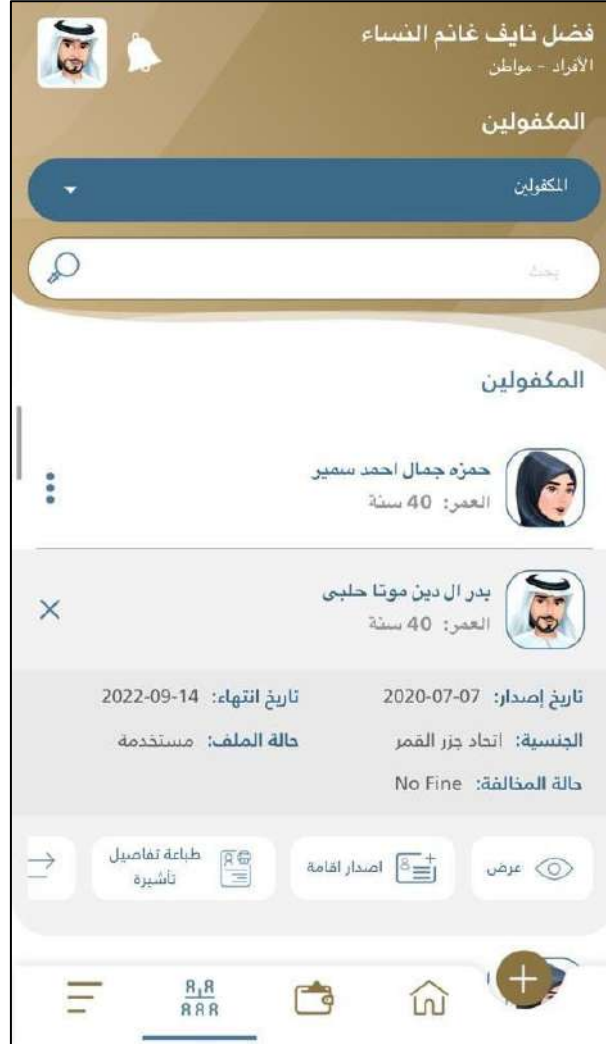 فضل نايف غانم النساء
الأفراد - مواطن
المكفولين
المكفولين
بحث
المكفولين
حمزه جمال احمد سمير
العمر: 40 سنة
بدر ال دين موتا حلبي
العمر: 40 سنة
تاريخ إصدار: 2020-07-07 تاريخ انتهاء: 2022-09-14
الجنسية: اتحاد جزر القمر حالة الملف: مستخدمة
حالة المخالفة: No Fine
عرض اصدار اقامة طباعة تفاصيل
تأشيرة